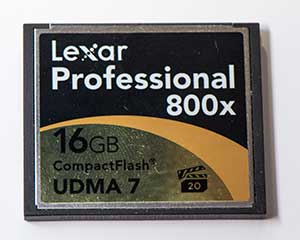 Lexar
Professional
800x
16GB
CompactFlash®
UDMA 7
20